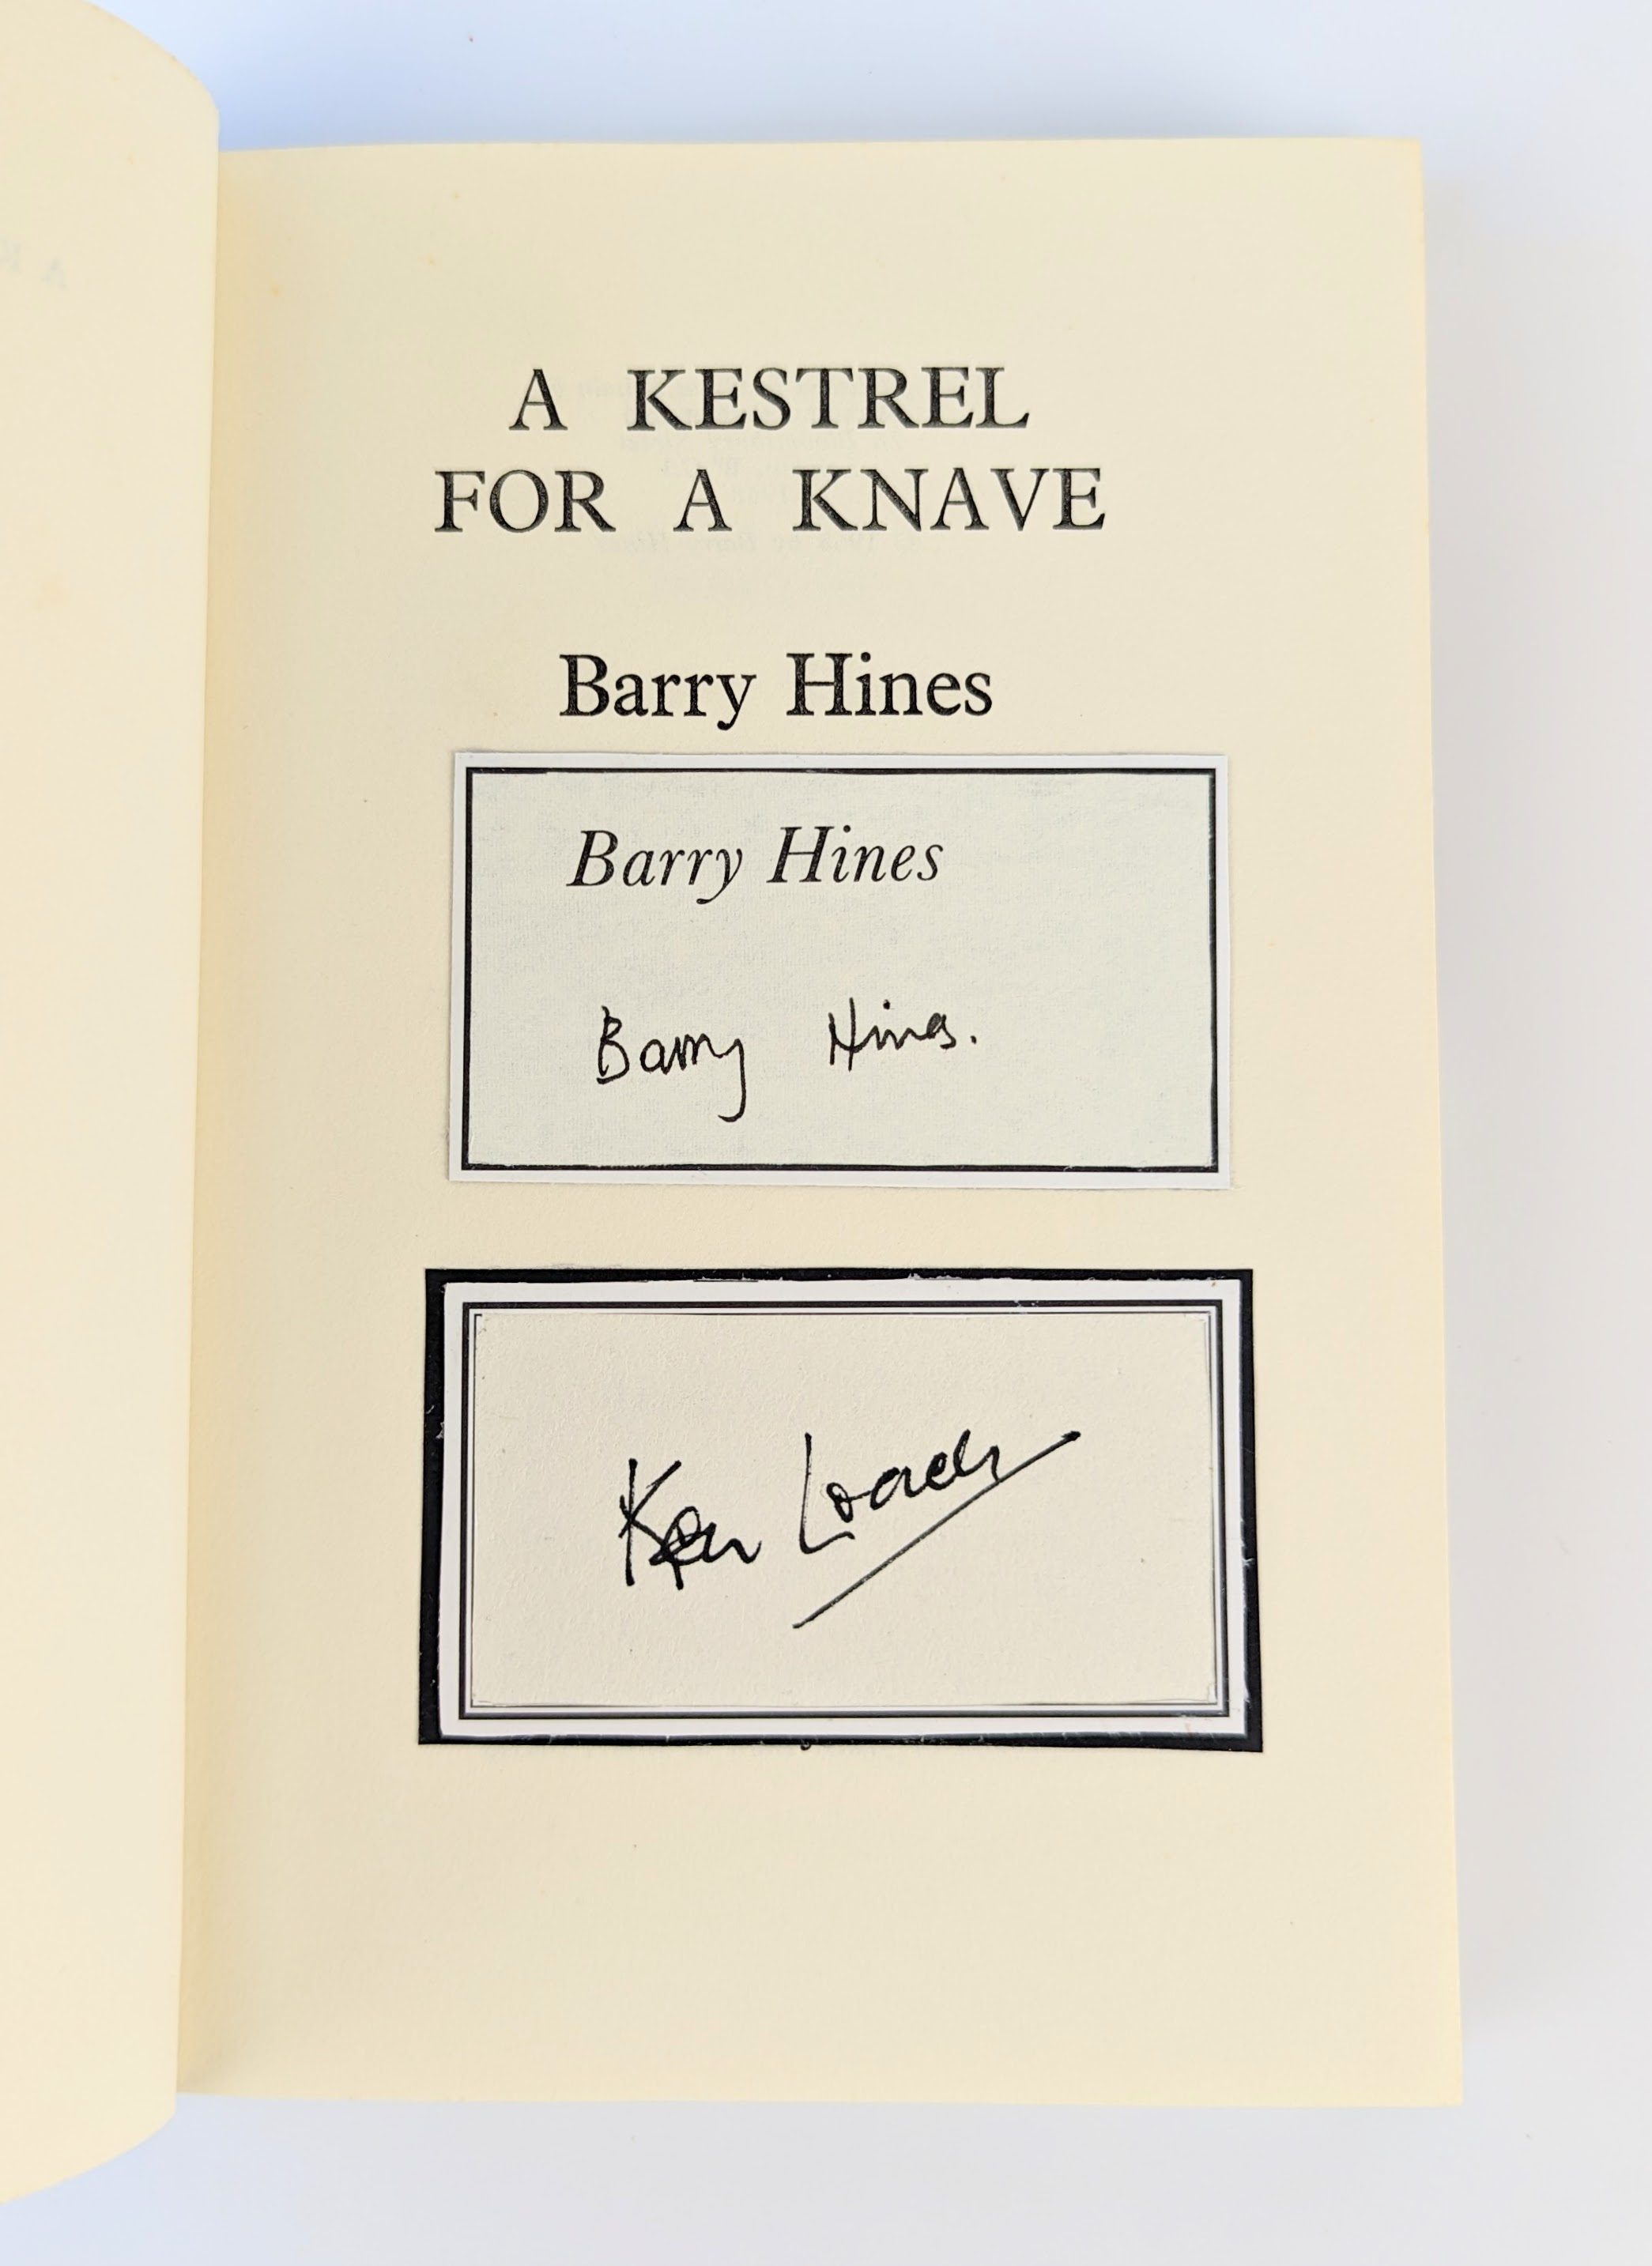 A KESTREL
FOR A KNAVE
Barry Hines
Barry Hines
Barry Hines.
Ken Loach